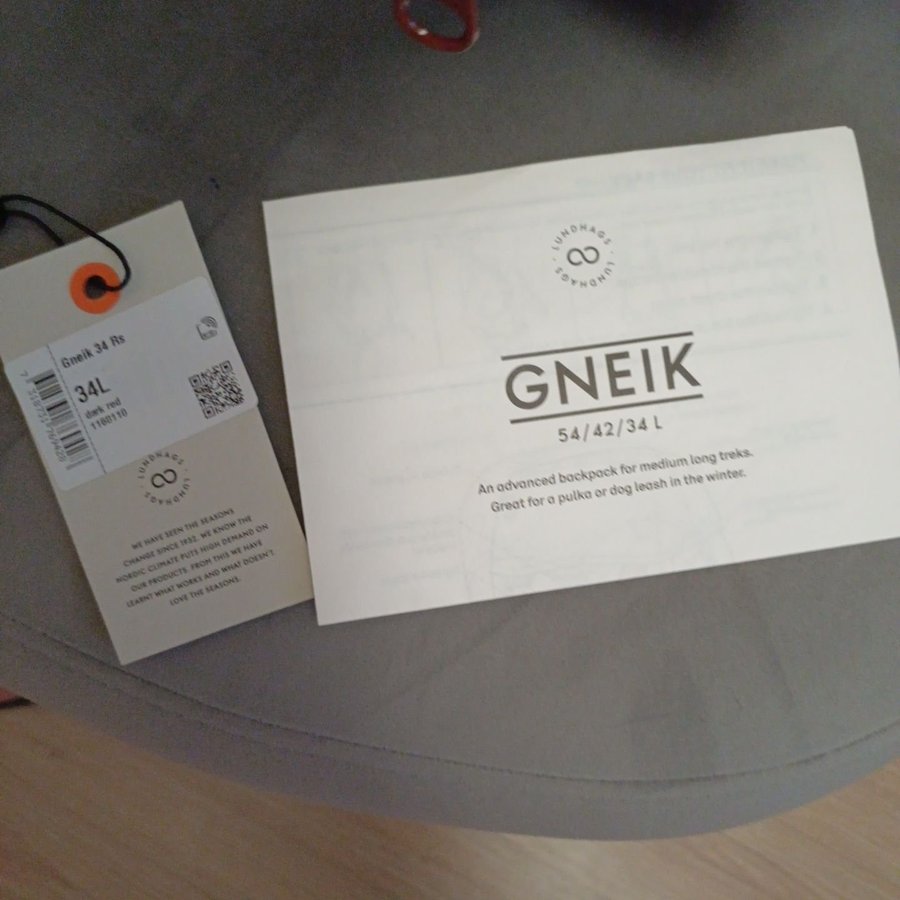 Gneik 34 Rs
34L
dark red
1180110
LUNDHAGS · LUNDHAGS ·
WE HAVE SEEN THE SEASONS
CHANGE SINCE 1932. WE KNOW THE
NORDIC CLIMATE PUTS HIGH DEMAND ON
OUR PRODUCTS. FROM THIS WE HAVE
LEARNT WHAT WORKS AND WHAT DOESN'T.
LOVE THE SEASONS.
LUNDHAGS · LUNDHAGS ·
GNEIK
54/42/34 L
An advanced backpack for medium long treks.
Great for a pulka or dog leash in the winter.